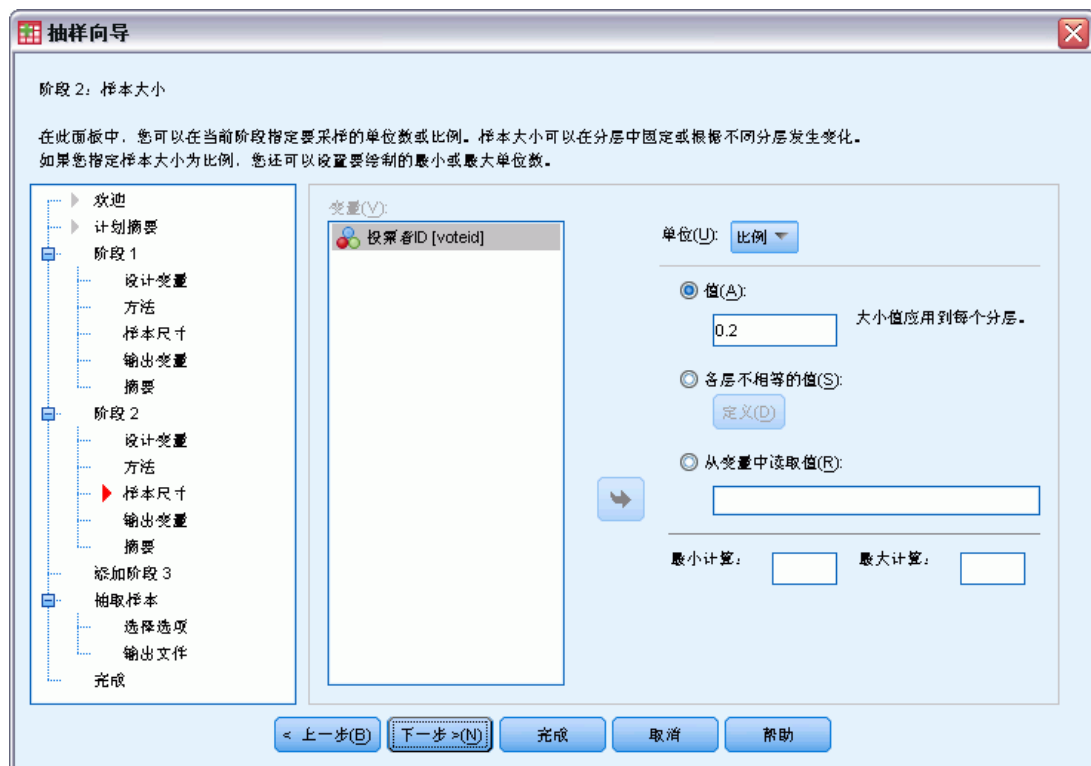 抽样向导
阶段 2：样本大小
在此面板中，您可以在当前阶段指定要采样的单位数或比例。样本大小可以在分层中固定或根据不同分层发生变化。
如果您指定样本大小为比例，您还可以设置要绘制的最小或最大单位数。
欢迎
计划摘要
阶段 1
设计变量
方法
样本尺寸
输出变量
摘要
阶段 2
设计变量
方法
样本尺寸
输出变量
摘要
添加阶段 3
抽取样本
选择选项
输出文件
完成
变量(V):
投票者ID [voteid]
单位(U): 比例
值(A):
0.2
大小值应用到每个分层。
各层不相等的值(S):
定义(D)
从变量中读取值(R):
最小计算： 最大计算：
< 上一步(B) 下一步 >(N) 完成 取消 帮助